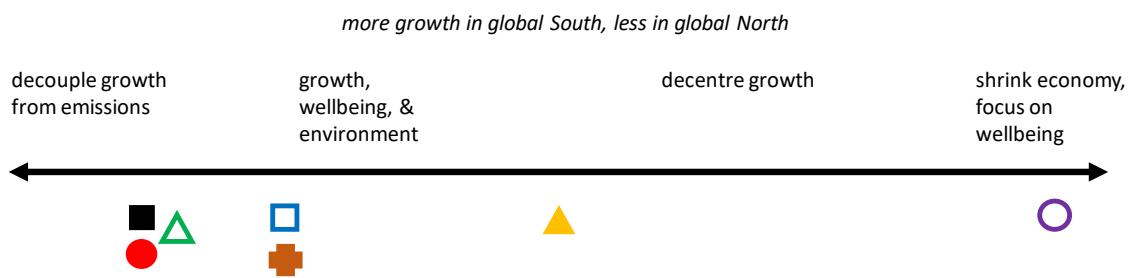 more growth in global South, less in global North
decouple growth
from emissions
growth,
wellbeing, &
environment
decentre growth
shrink economy,
focus on
wellbeing